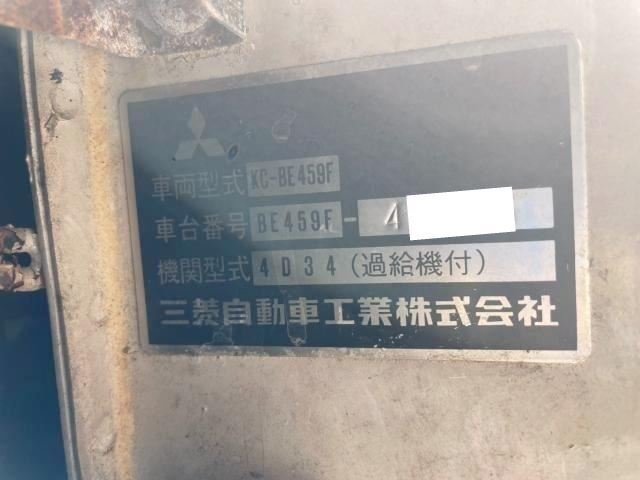 車両型式 KC-BE459F
車台番号 BE459F-4
機関型式 4D34(過給機付)
三菱自動車工業株式会社